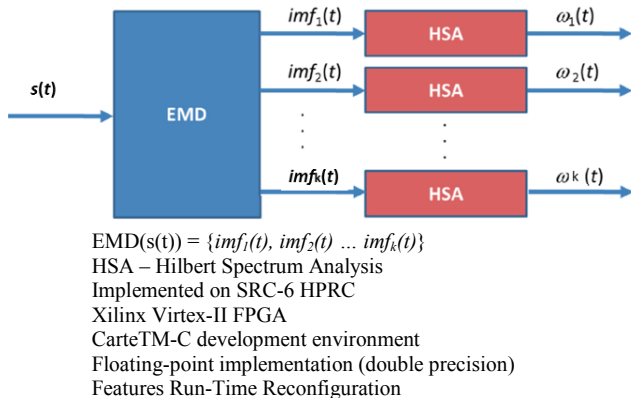 imf₁(t) HSA ω₁(t)
imf₂(t) HSA ω₂(t)
s(t)
EMD
imfₖ(t) HSA ωk (t)
EMD(s(t)) = {imf₁(t), imf₂(t) ... imfₖ(t)}
HSA – Hilbert Spectrum Analysis
Implemented on SRC-6 HPRC
Xilinx Virtex-II FPGA
CarteTM-C development environment
Floating-point implementation (double precision)
Features Run-Time Reconfiguration